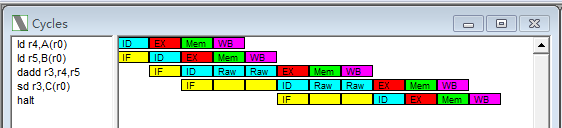 Cycles
ld r4,A(r0) ID EX Mem WB
ld r5,B(r0) IF ID EX Mem WB
dadd r3,r4,r5 IF ID Raw Raw EX Mem WB
sd r3,C(r0) IF ID Raw Raw EX Mem WB
halt IF ID EX Mem WB